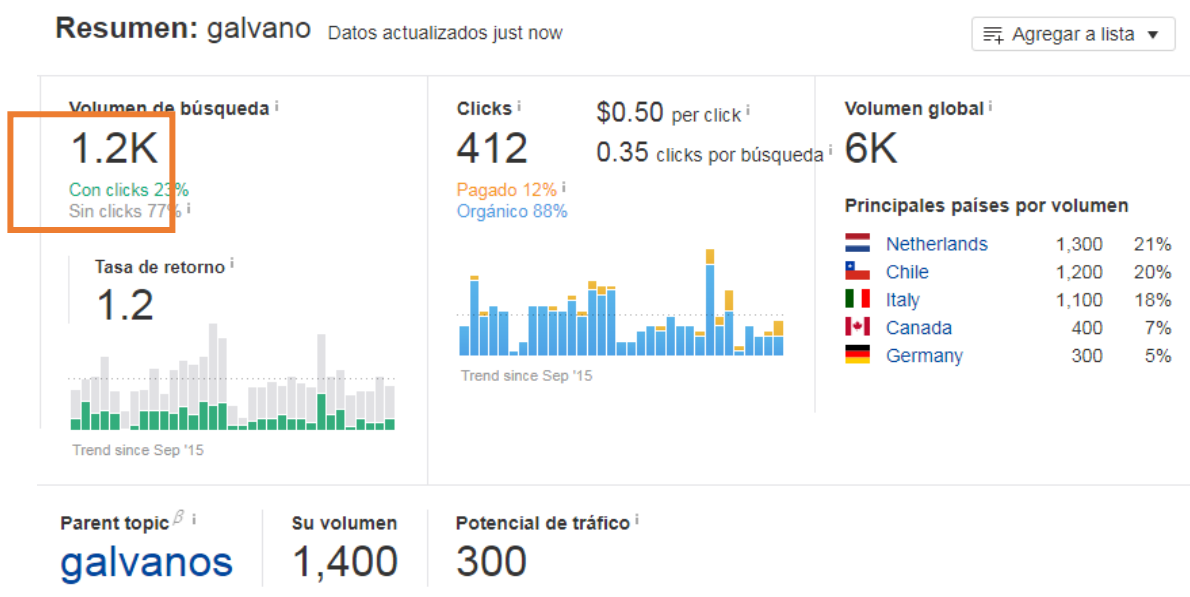 Resumen: galvano Datos actualizados just now
Agregar a lista
Volumen de búsqueda i
1.2K
Con clicks 23%
Sin clicks 77% i
Tasa de retorno i
1.2
Trend since Sep '15
Clicks i
412
$0.50 per click i
0.35 clicks por búsqueda i
Pagado 12% i
Orgánico 88%
Trend since Sep '15
Volumen global i
6K
Principales países por volumen
Netherlands 1,300 21%
Chile 1,200 20%
Italy 1,100 18%
Canada 400 7%
Germany 300 5%
Parent topic β i
galvanos
Su volumen
1,400
Potencial de tráfico i
300